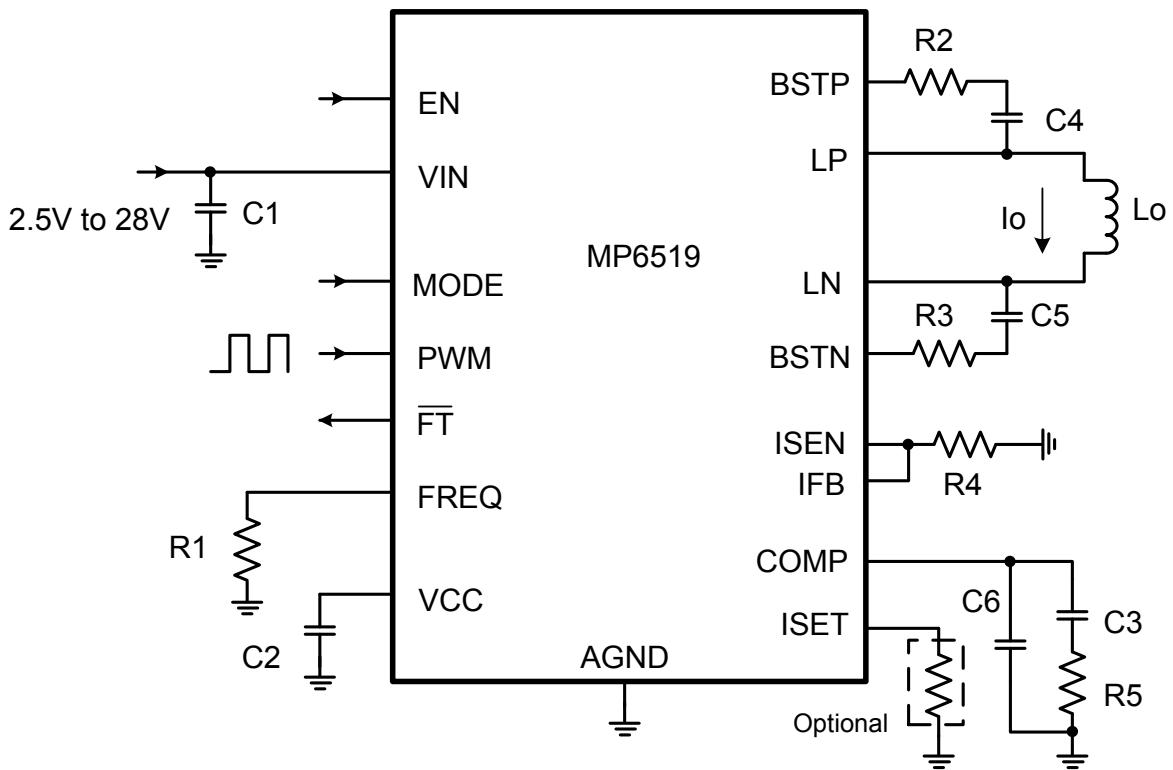 R2
BSTP
EN
C4
LP
VIN
2.5V to 28V
C1
Io
Lo
MP6519
MODE
LN
R3
C5
PWM
BSTN
FT
ISEN
IFB
R4
FREQ
R1
COMP
VCC
C6
C3
ISET
C2
AGND
R5
Optional